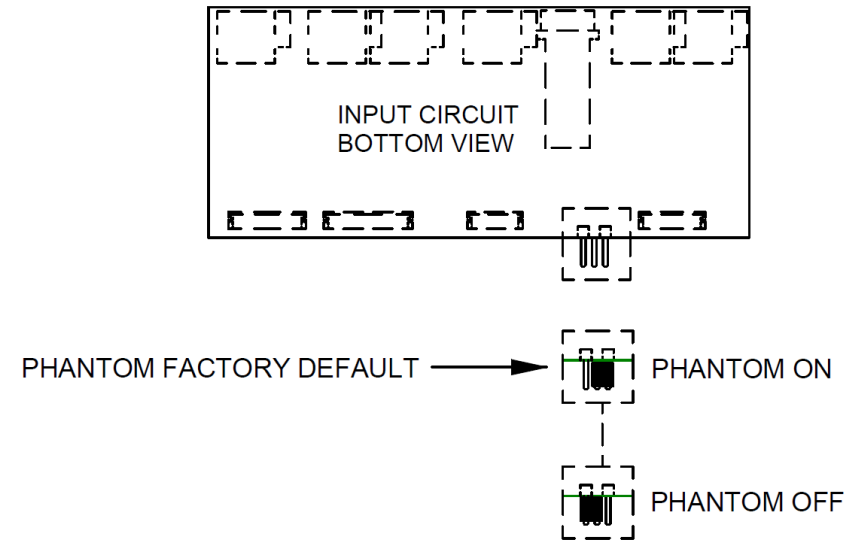 INPUT CIRCUIT
BOTTOM VIEW
PHANTOM FACTORY DEFAULT
PHANTOM ON
PHANTOM OFF